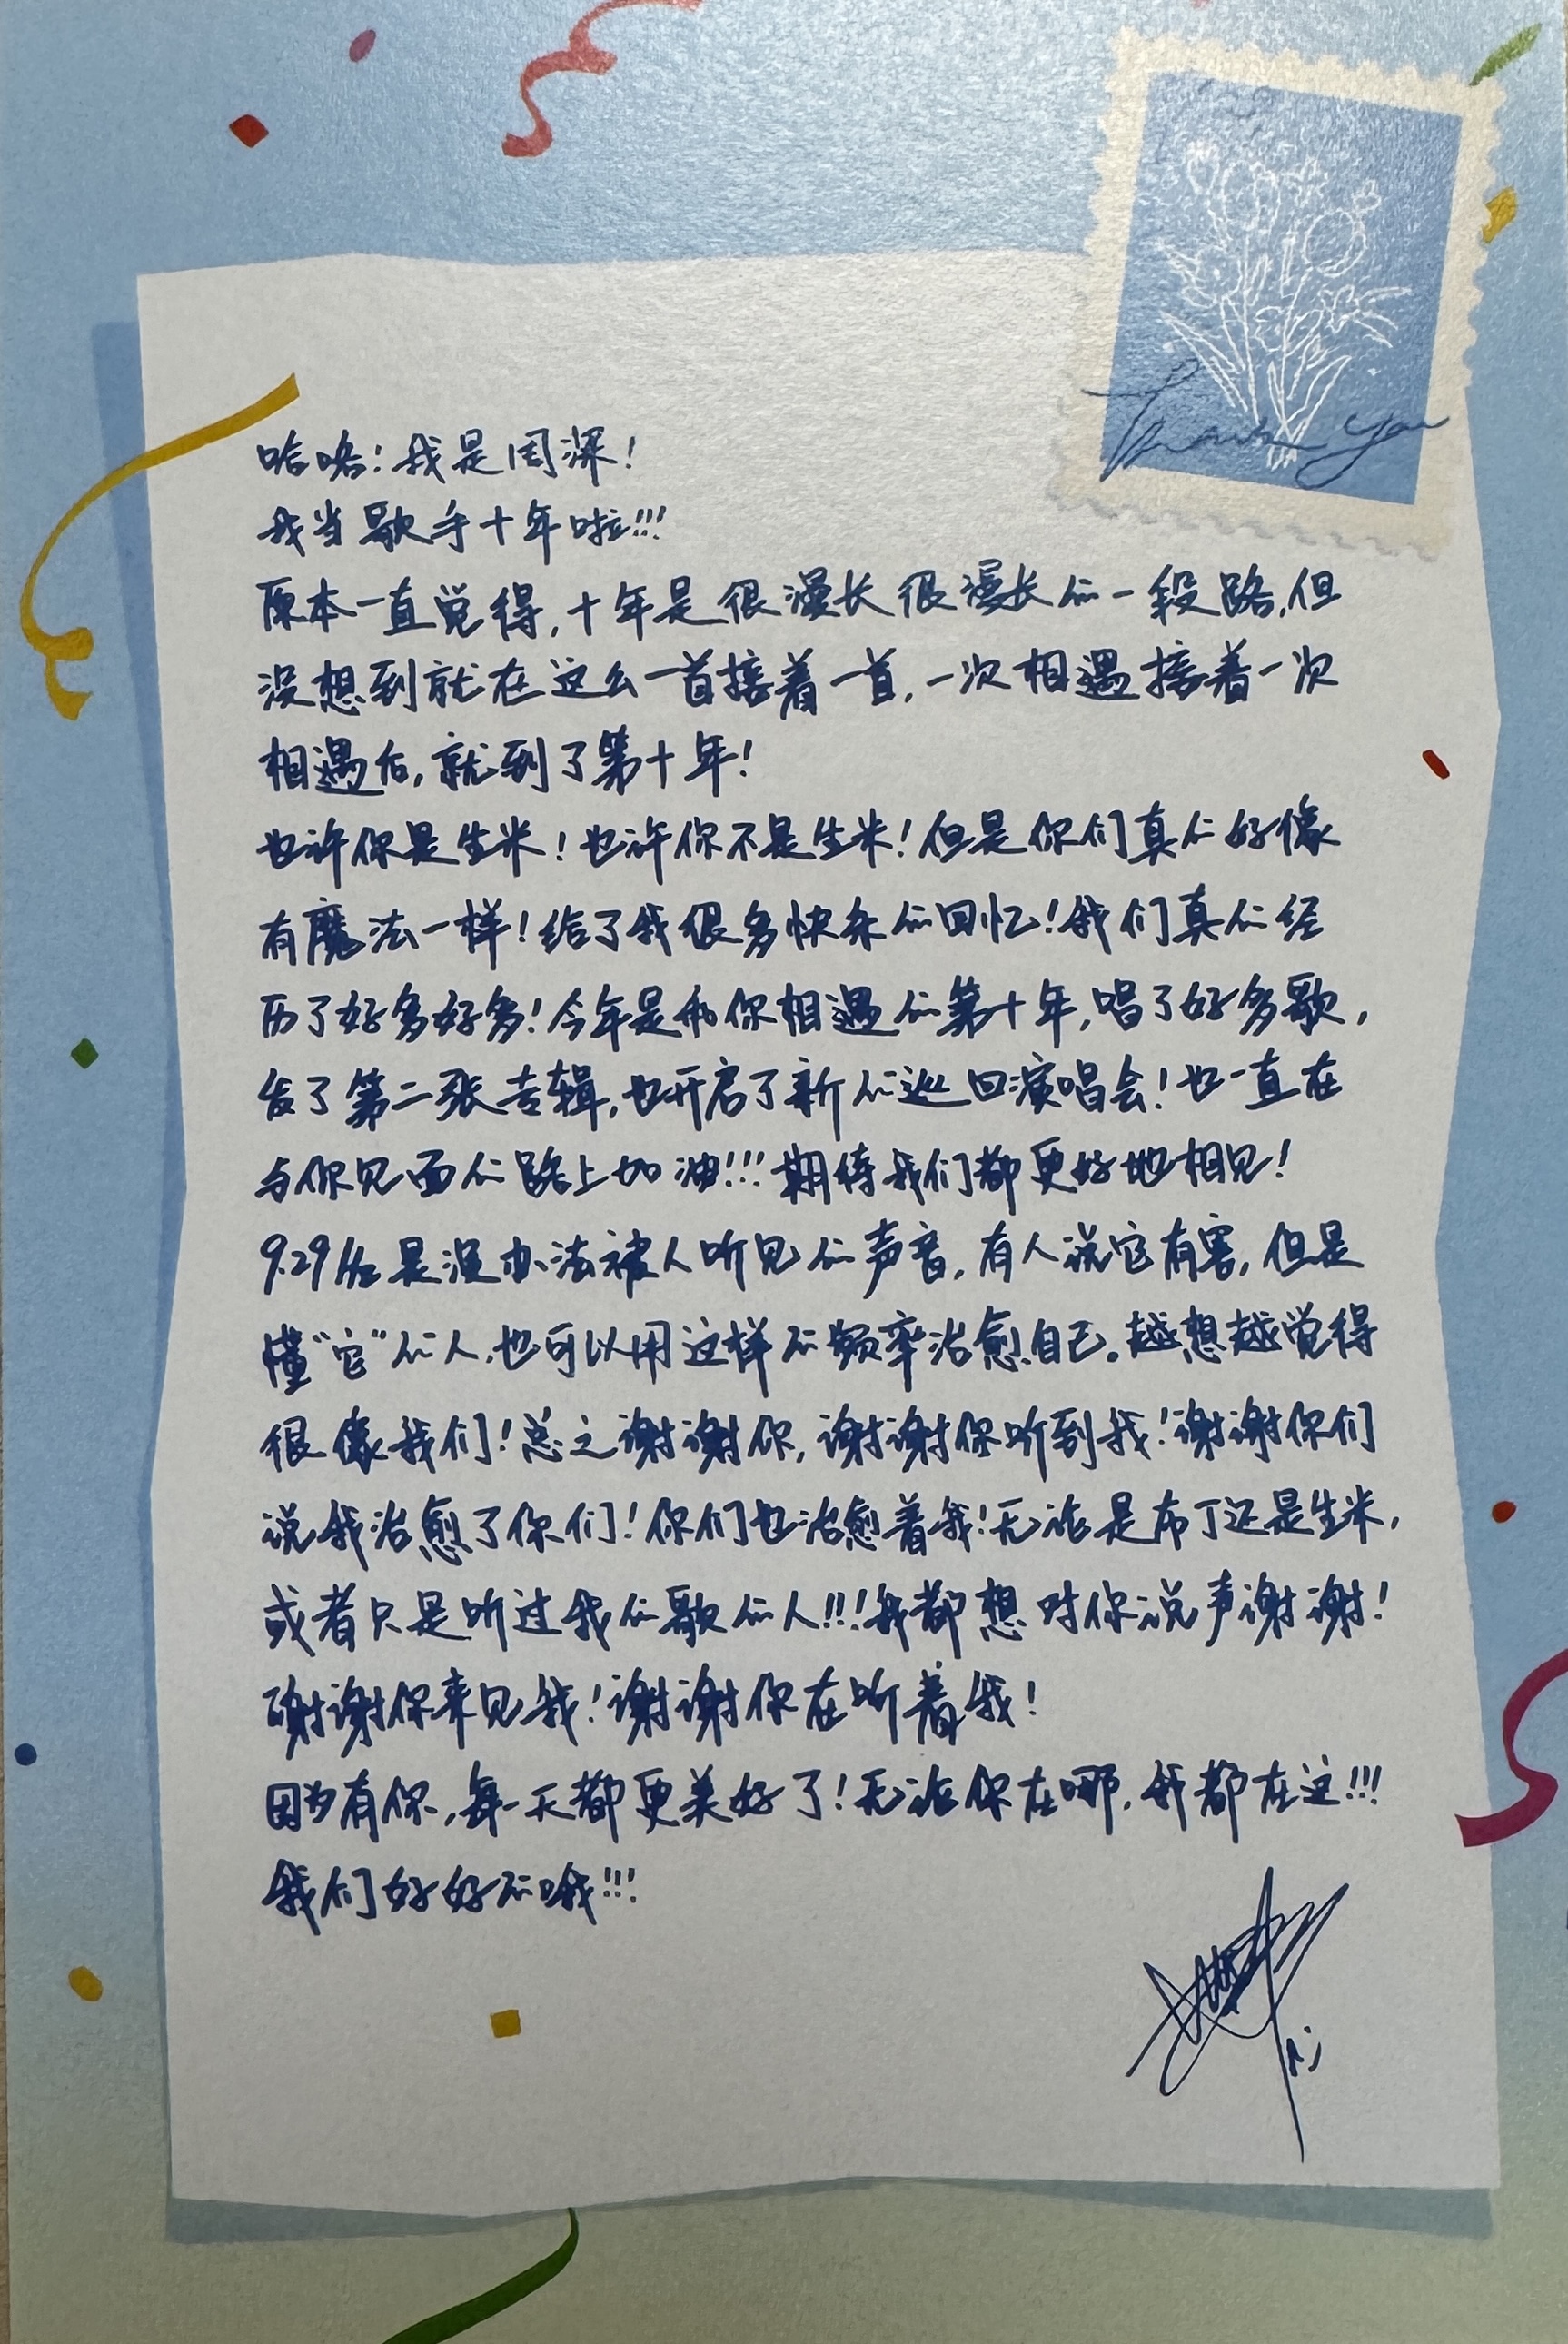 Thank you
哈喽！我是周深！
我当歌手十年啦!!!
原本一直觉得，十年是很漫长很漫长的一段路，但
没想到就在这么一首接着一首，一次相遇接着一次
相遇后，就到了第十年！
也许你是生米！也许你不是生米！但是你们真的好像
有魔法一样！给了我很多快乐的回忆！我们真的经
历了好多好多！今年是和你相遇的第十年，唱了好多歌，
发了第二张专辑，也开启了新的巡回演唱会！也一直在
与你见面的路上加油!!!期待我们都更好地相见！
9.29Hz是没办法被人听见的声音，有人说它有害，但是
懂“它”的人，也可以用这样的频率治愈自己。越想越觉得
很像我们！总之谢谢你，谢谢你听到我！谢谢你们
说我治愈了你们！你们也治愈着我！无论是布丁还是生米，
或者只是听过我的歌的人!!!我都想对你说声谢谢！
谢谢你来见我！谢谢你在听着我！
因为有你，每一天都更美好了！无论你在哪，我都在这!!!
我们好好的哦!!!